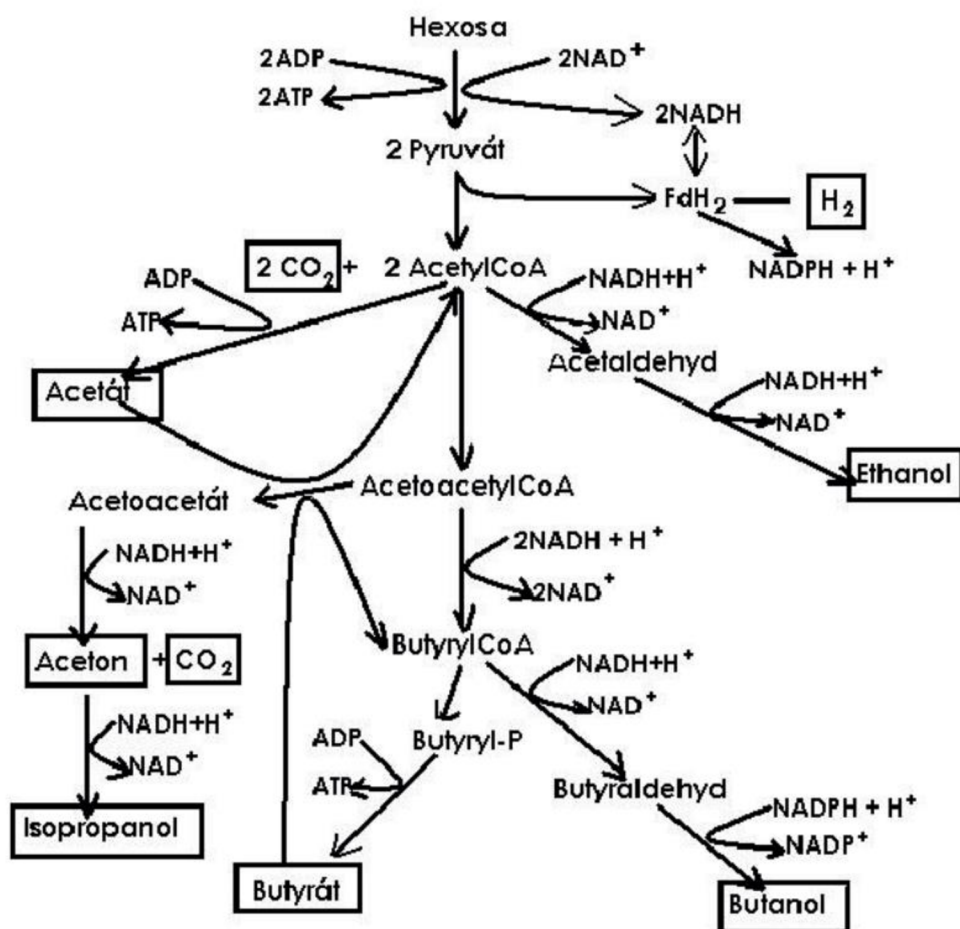 Hexosa
2ADP
2NAD⁺
2ATP
2NADH
2 Pyruvát
FdH₂
H₂
NADPH + H⁺
2 CO₂ + 2 AcetylCoA
NADH+H⁺
ADP
ATP
NAD⁺
Acetaldehyd
Acetát
NADH+H⁺
NAD⁺
Ethanol
Acetoacetát
AcetoacetylCoA
NADH+H⁺
2NADH + H⁺
NAD⁺
2NAD⁺
Aceton + CO₂
ButyrylCoA
NADH+H⁺
NAD⁺
NADH+H⁺
NAD⁺
ADP
Butyryl-P
ATP
Butyraldehyd
Isopropanol
NADPH + H⁺
NADP⁺
Butyrát
Butanol